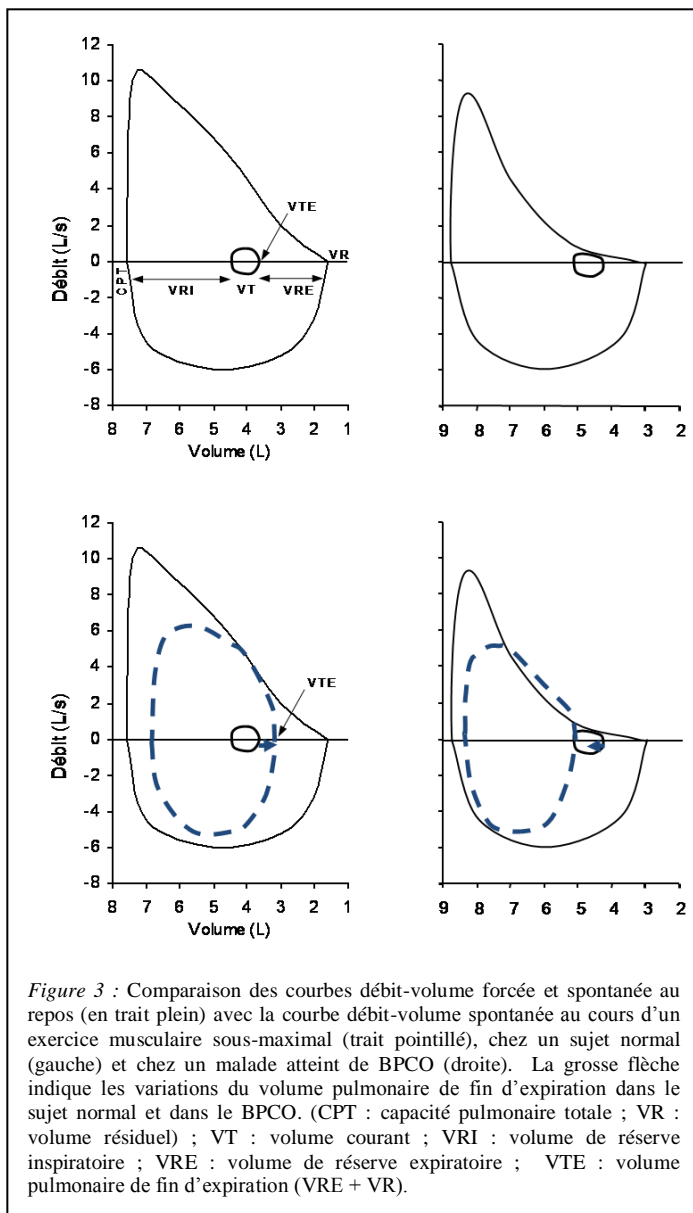 12
10
8
6
4
2
0
-2
-4
-6
-8
Débit (L/s)
VTE
VR
CPT
VRI
VT
VRE
8 7 6 5 4 3 2 1
Volume (L)
9 8 7 6 5 4 3 2
12
10
8
6
4
2
0
-2
-4
-6
-8
Débit (L/s)
VTE
8 7 6 5 4 3 2 1
Volume (L)
9 8 7 6 5 4 3 2
Figure 3 : Comparaison des courbes débit-volume forcée et spontanée au
repos (en trait plein) avec la courbe débit-volume spontanée au cours d'un
exercice musculaire sous-maximal (trait pointillé), chez un sujet normal
(gauche) et chez un malade atteint de BPCO (droite). La grosse flèche
indique les variations du volume pulmonaire de fin d'expiration dans le
sujet normal et dans le BPCO. (CPT : capacité pulmonaire totale ; VR :
volume résiduel) ; VT : volume courant ; VRI : volume de réserve
inspiratoire ; VRE : volume de réserve expiratoire ; VTE : volume
pulmonaire de fin d'expiration (VRE + VR).